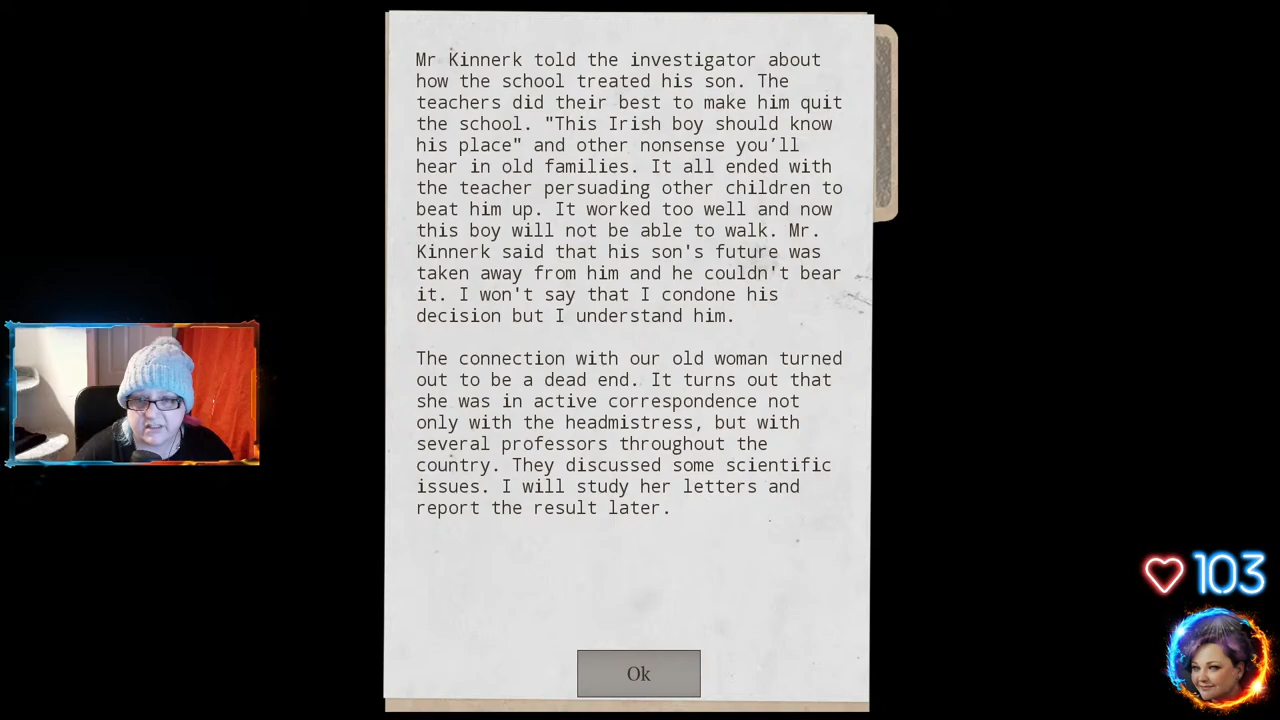 Mr Kinnerk told the investigator about
how the school treated his son. The
teachers did their best to make him quit
the school. "This Irish boy should know
his place" and other nonsense you’ll
hear in old families. It all ended with
the teacher persuading other children to
beat him up. It worked too well and now
this boy will not be able to walk. Mr.
Kinnerk said that his son's future was
taken away from him and he couldn't bear
it. I won't say that I condone his
decision but I understand him.
The connection with our old woman turned
out to be a dead end. It turns out that
she was in active correspondence not
only with the headmistress, but with
several professors throughout the
country. They discussed some scientific
issues. I will study her letters and
report the result later.
Ok
103